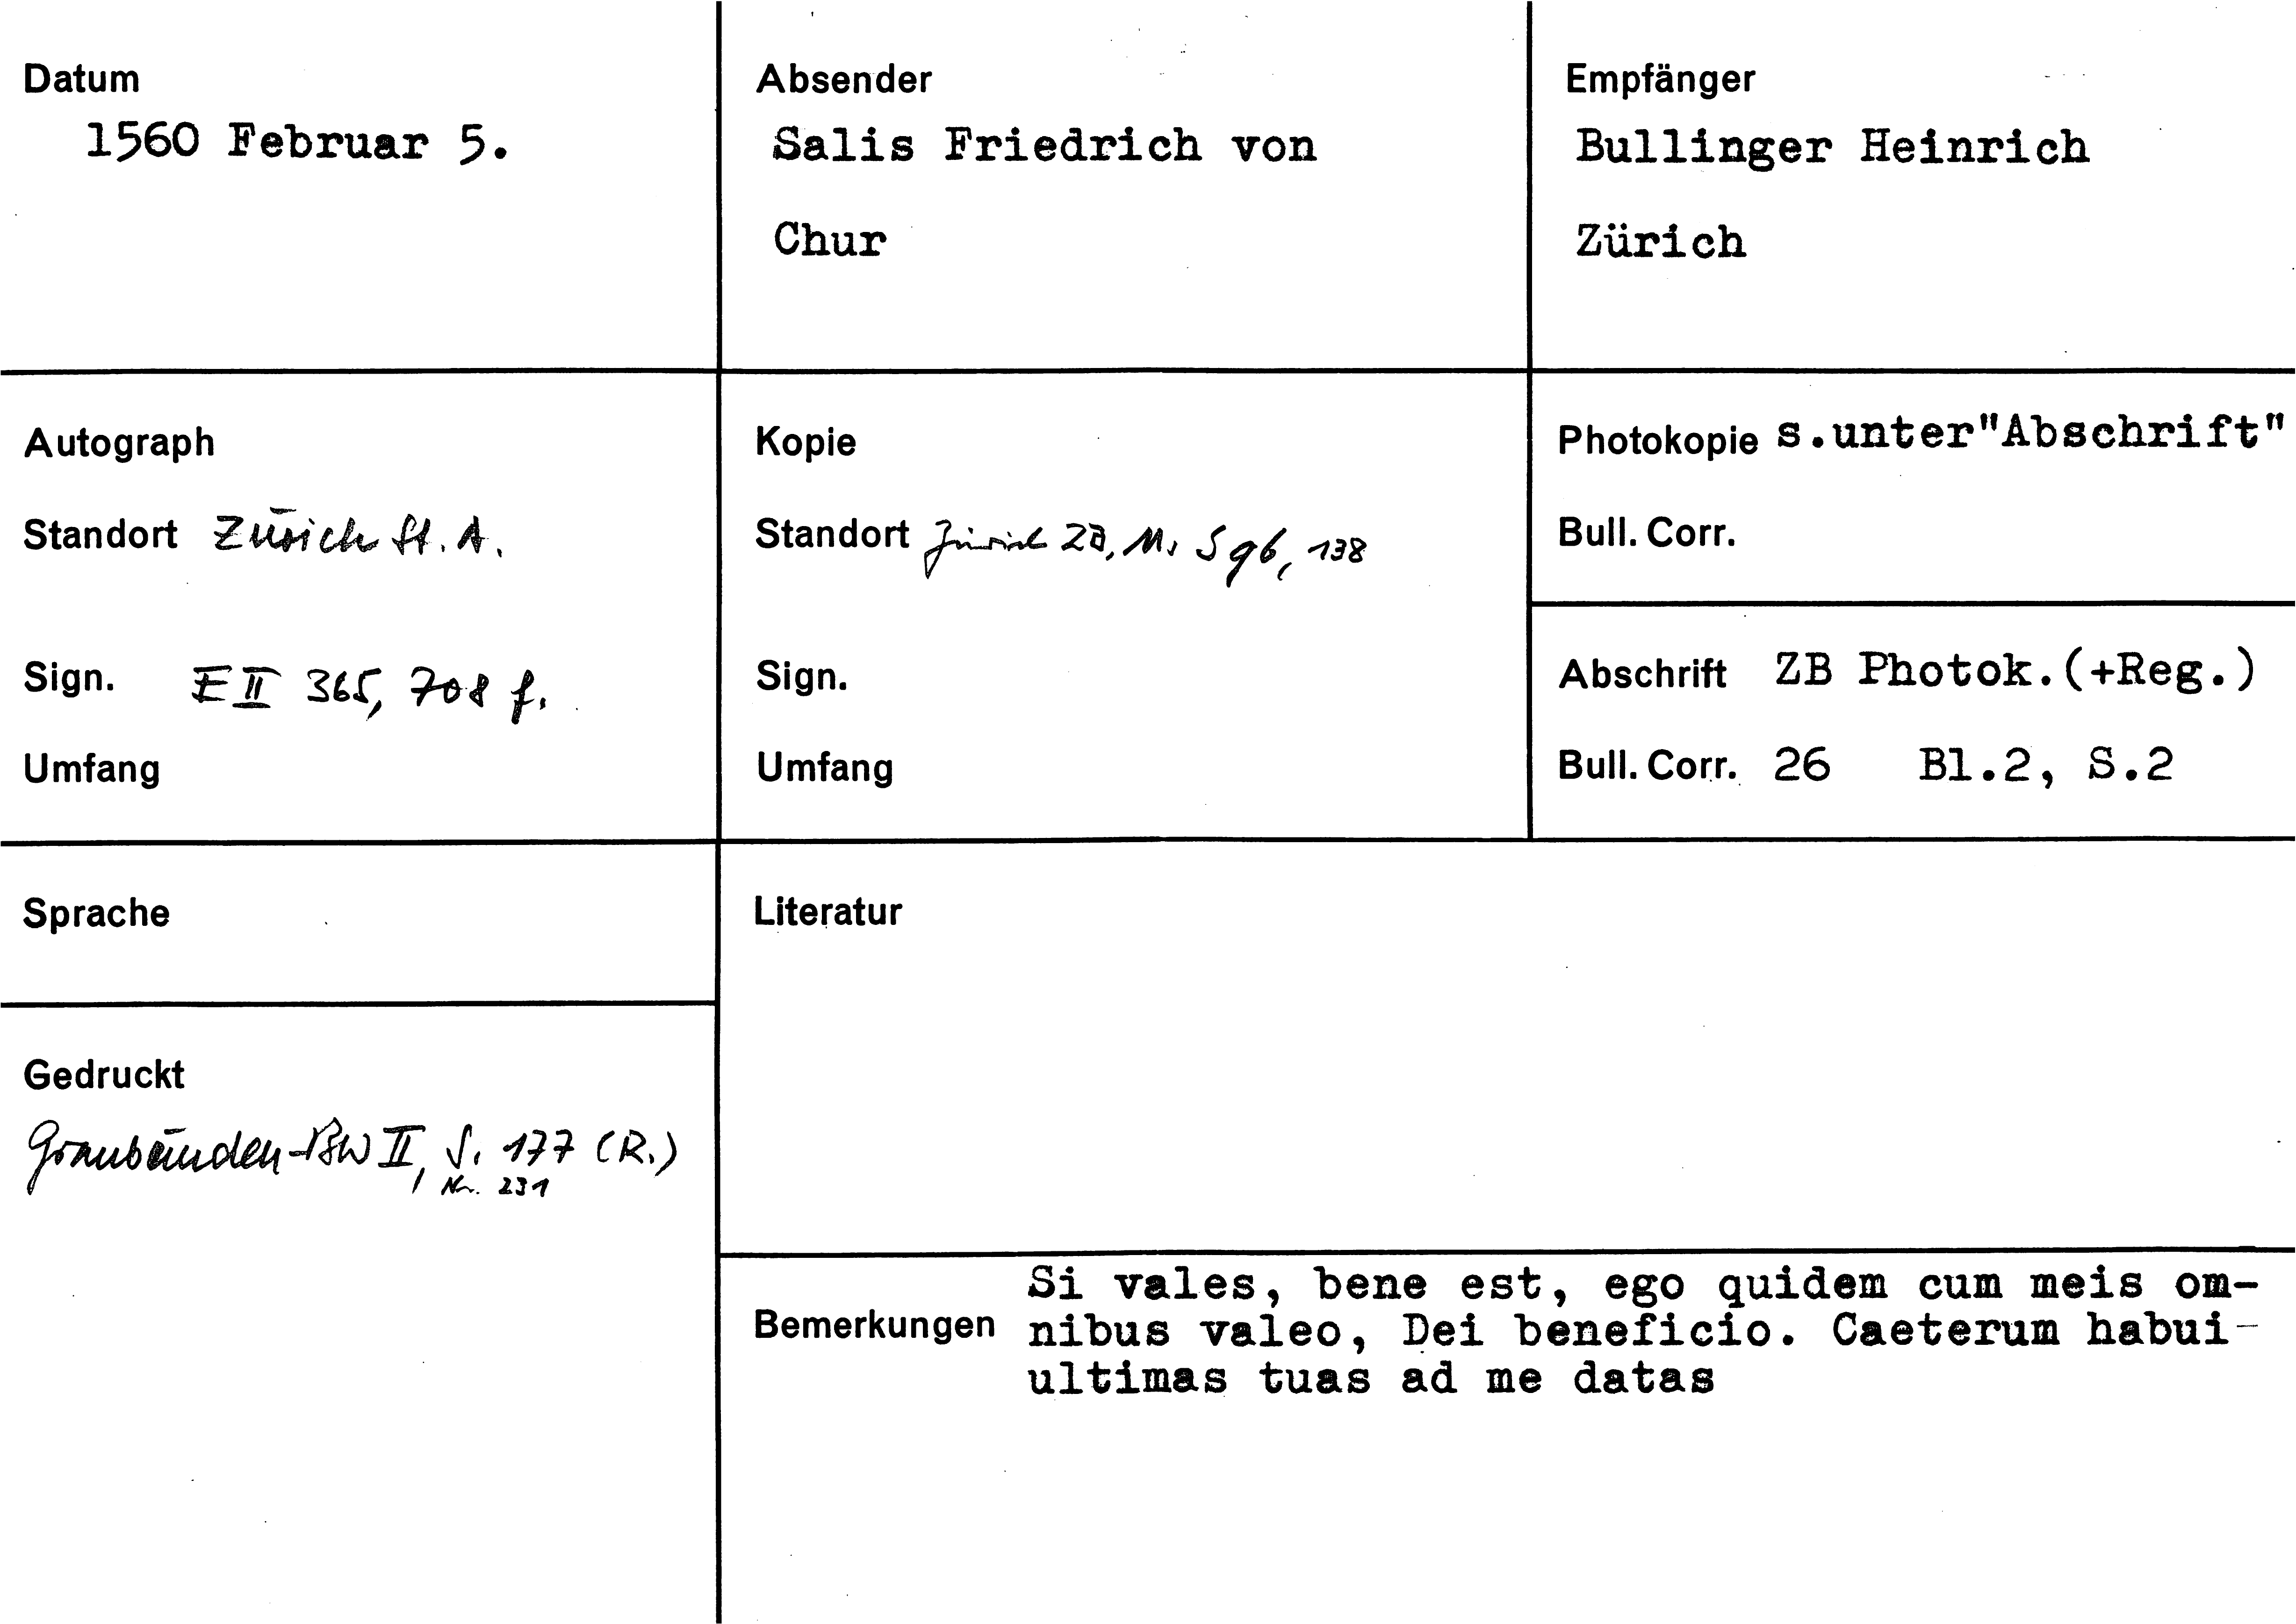 Datum
1560 Februar 5.
Absender
Salis Friedrich von
Chur
Empfänger
Bullinger Heinrich
Zürich
Autograph
Standort Zürich St. A.
Sign. E II 365, 708 f.
Umfang
Kopie
Standort Zürich ZB, Ms S 96, 138
Sign.
Umfang
Photokopie s.unter"Abschrift"
Bull. Corr.
Abschrift ZB Photok.(+Reg.)
Bull. Corr. 26 Bl.2, S.2
Sprache
Gedruckt
Graubünden-BW II, S. 177 (R.)
Nr. 231
Literatur
Bemerkungen
Si vales, bene est, ego quidem cum meis om-
nibus valeo, Dei beneficio. Caeterum habui
ultimas tuas ad me datas